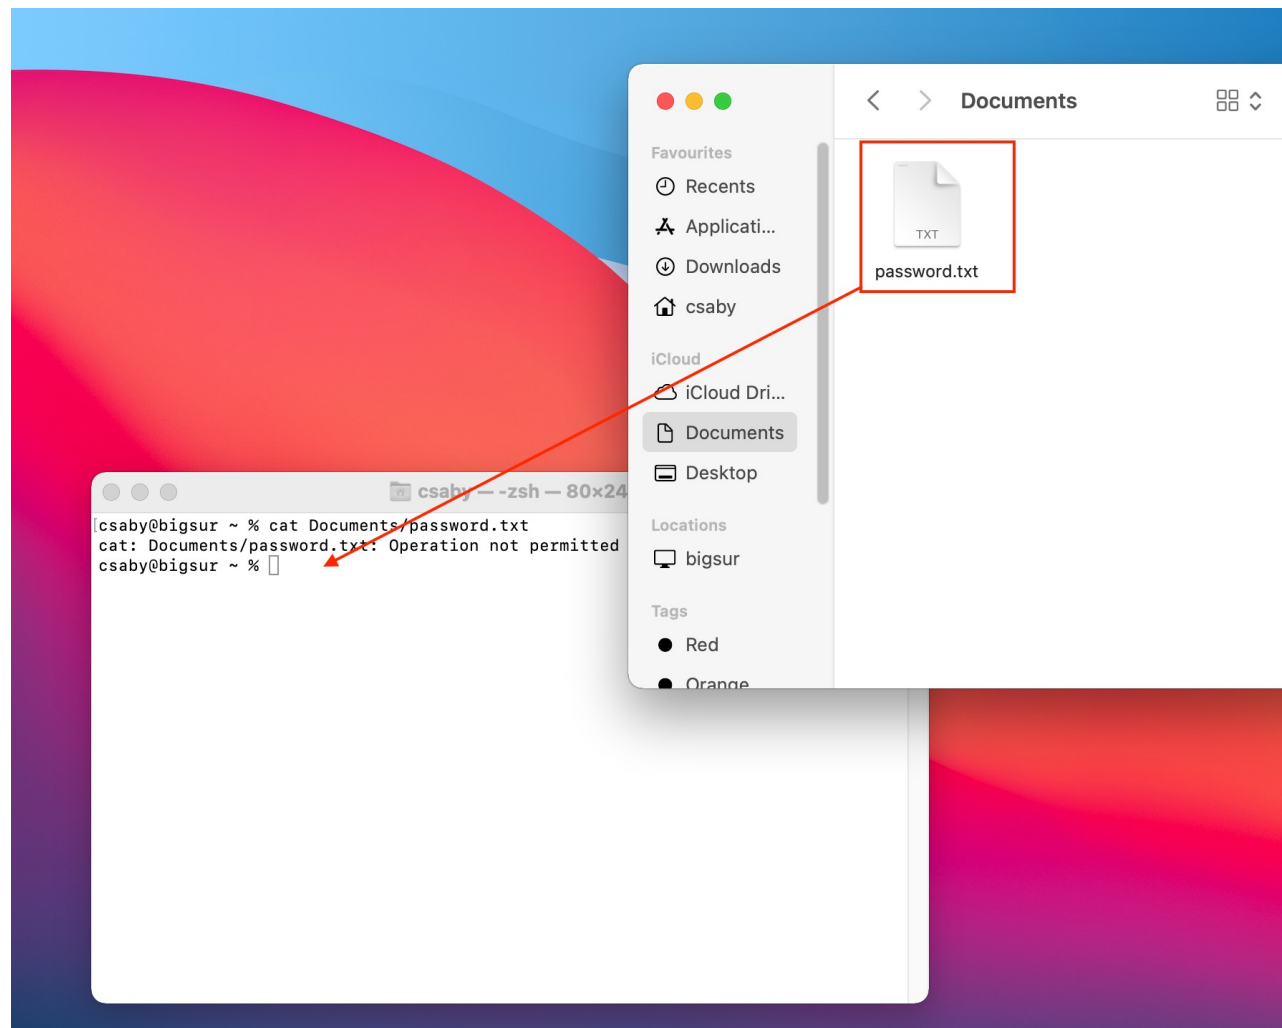 Documents
Favourites
Recents
Applicati...
Downloads
csaby
iCloud
iCloud Dri...
Documents
Desktop
Locations
bigsur
Tags
Red
Orange
TXT
password.txt
csaby — -zsh — 80×24
[csaby@bigsur ~ % cat Documents/password.txt
cat: Documents/password.txt: Operation not permitted
csaby@bigsur ~ %